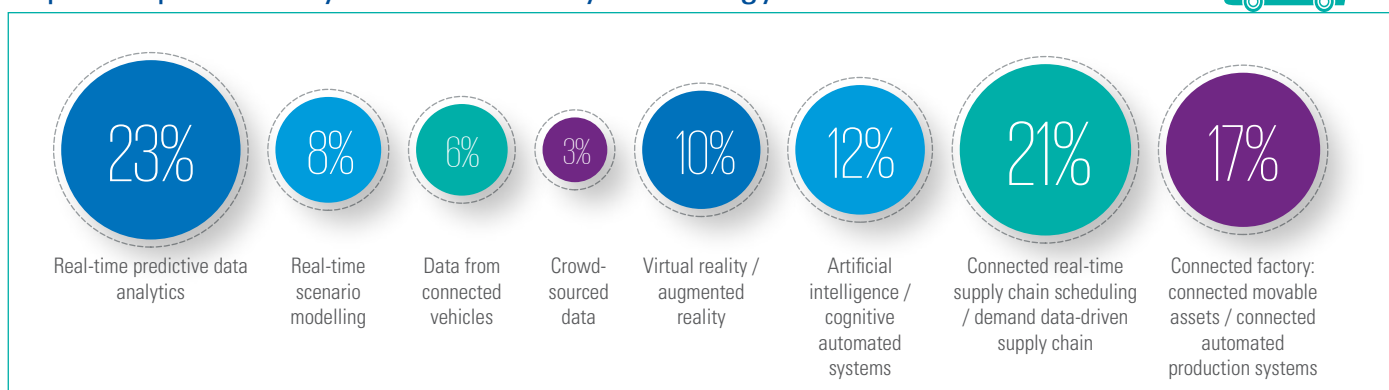 23%
8%
6%
3%
10%
12%
21%
17%
Real-time predictive data
analytics
Real-time
scenario
modelling
Data from
connected
vehicles
Crowd-
sourced
data
Virtual reality /
augmented
reality
Artificial
intelligence /
cognitive
automated
systems
Connected real-time
supply chain scheduling
/ demand data-driven
supply chain
Connected factory:
connected movable
assets / connected
automated
production systems